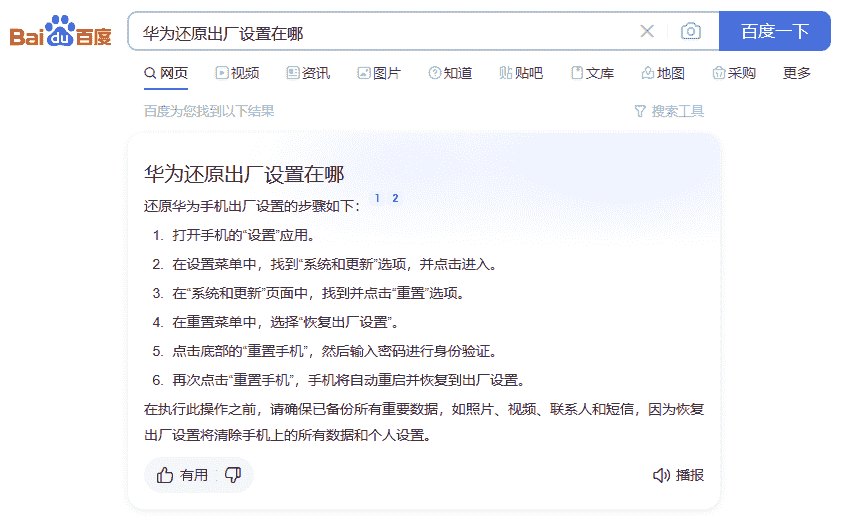 Bai du 百度
华为还原出厂设置在哪
百度一下
网页 视频 资讯 图片 知道 贴吧 文库 地图 采购 更多
百度为您找到以下结果
搜索工具
华为还原出厂设置在哪
还原华为手机出厂设置的步骤如下： 1 2
1. 打开手机的“设置”应用。
2. 在设置菜单中，找到“系统和更新”选项，并点击进入。
3. 在“系统和更新”页面中，找到并点击“重置”选项。
4. 在重置菜单中，选择“恢复出厂设置”。
5. 点击底部的“重置手机”，然后输入密码进行身份验证。
6. 再次点击“重置手机”，手机将自动重启并恢复到出厂设置。
在执行此操作之前，请确保已备份所有重要数据，如照片、视频、联系人和短信，因为恢复
出厂设置将清除手机上的所有数据和个人设置。
有用
播报